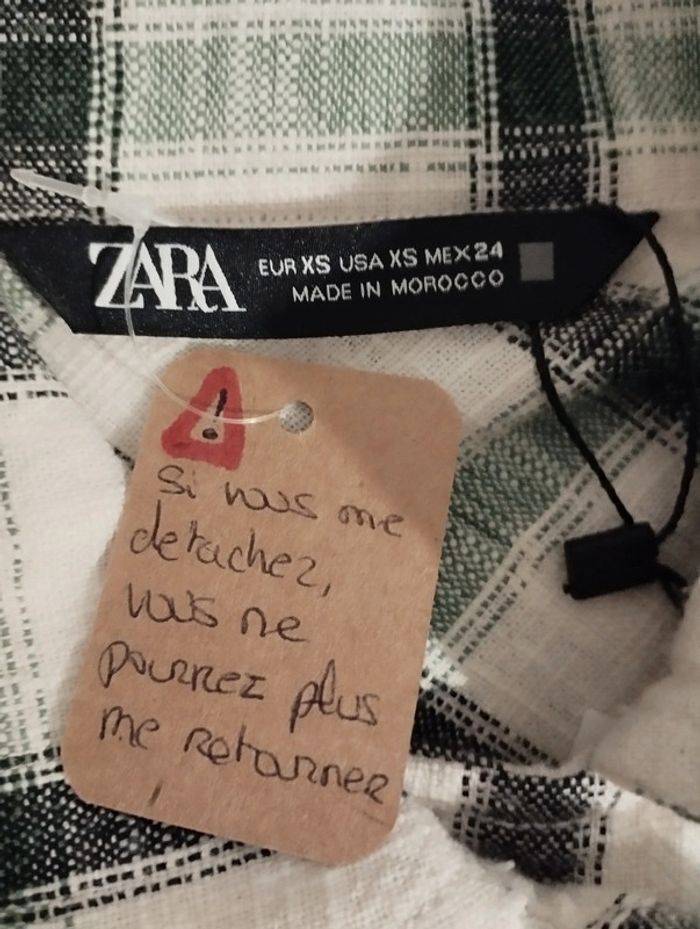 ZARA
EUR XS USA XS MEX 24
MADE IN MOROCCO
!
si vous me
detachez,
vous ne
pourrez plus
me retourner